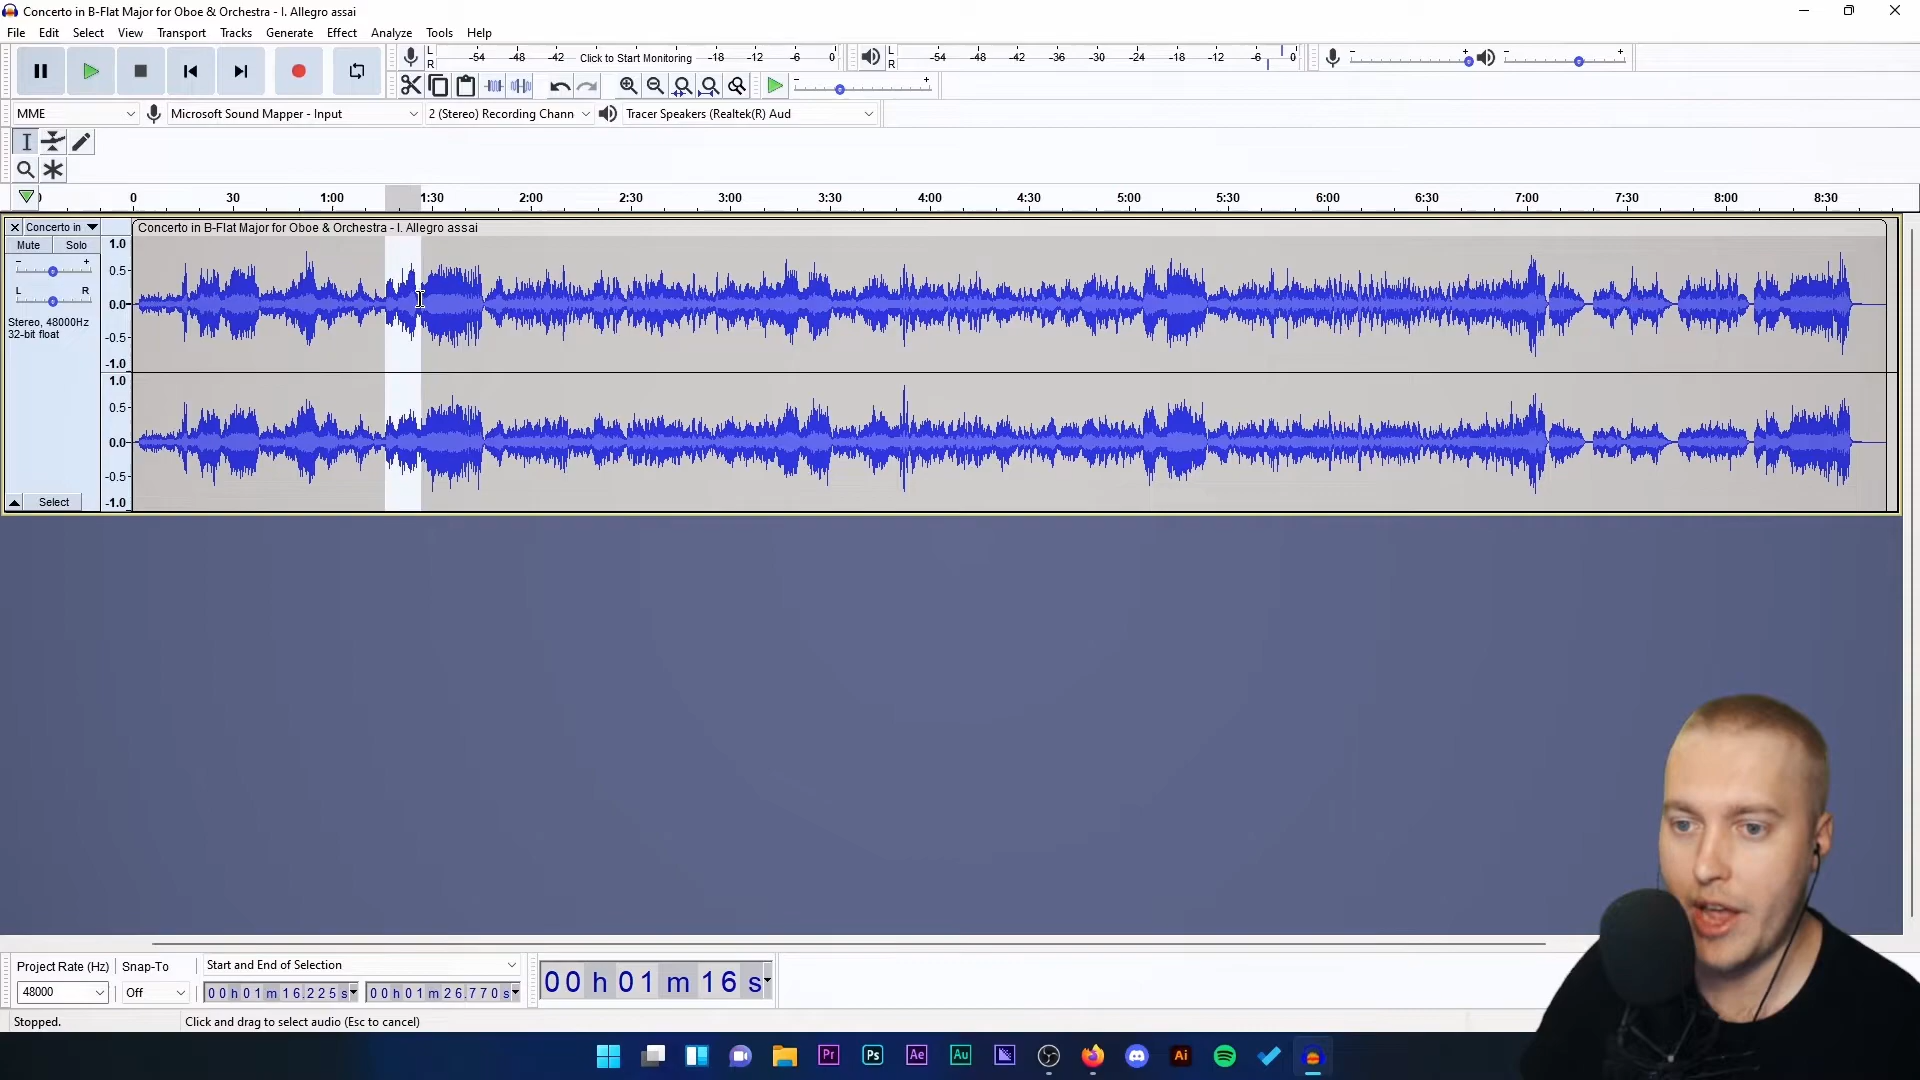 Concerto in B-Flat Major for Oboe & Orchestra - I. Allegro assai
File Edit Select View Transport Tracks Generate Effect Analyze Tools Help
L R -54 -48 -42 Click to Start Monitoring -18 -12 -6 0 L R -54 -48 -42 -36 -30 -24 -18 -12 -6 0 - + - +
- +
MME Microsoft Sound Mapper - Input 2 (Stereo) Recording Chann Tracer Speakers (Realtek(R) Aud
0 30 1:00 1:30 2:00 2:30 3:00 3:30 4:00 4:30 5:00 5:30 6:00 6:30 7:00 7:30 8:00 8:30
Concerto in Concerto in B-Flat Major for Oboe & Orchestra - I. Allegro assai
Mute Solo 1.0
- + 0.5
L R 0.0
Stereo, 48000Hz
32-bit float -0.5
-1.0
1.0
0.5
0.0
-0.5
Select -1.0
Project Rate (Hz) Snap-To Start and End of Selection
48000 Off 00h01m16.225s 00h01m26.770s 00h01m16s
Stopped. Click and drag to select audio (Esc to cancel)
Pr Ps Ae Au Ai